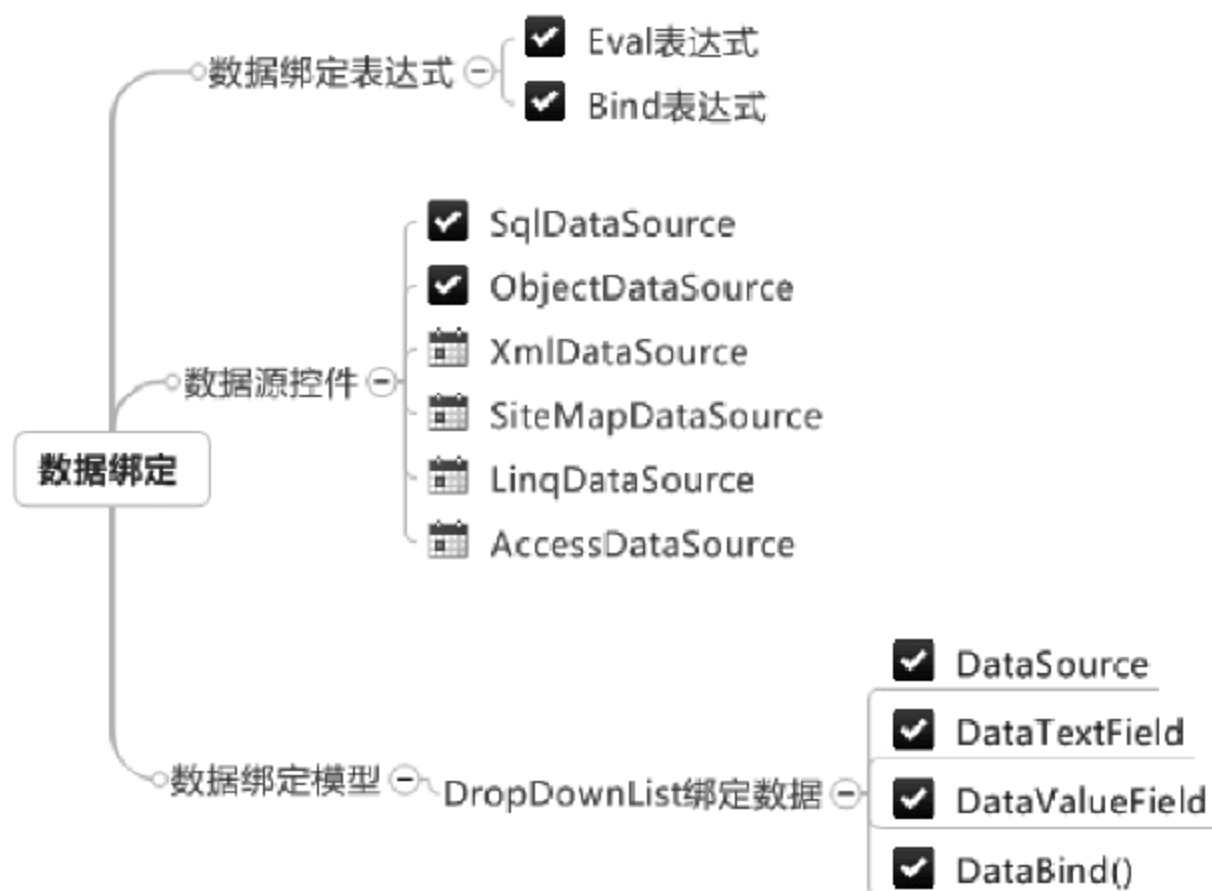 数据绑定表达式
Eval表达式
Bind表达式
数据源控件
SqlDataSource
ObjectDataSource
XmlDataSource
SiteMapDataSource
LinqDataSource
AccessDataSource
数据绑定
数据绑定模型
DropDownList绑定数据
DataSource
DataTextField
DataValueField
DataBind()